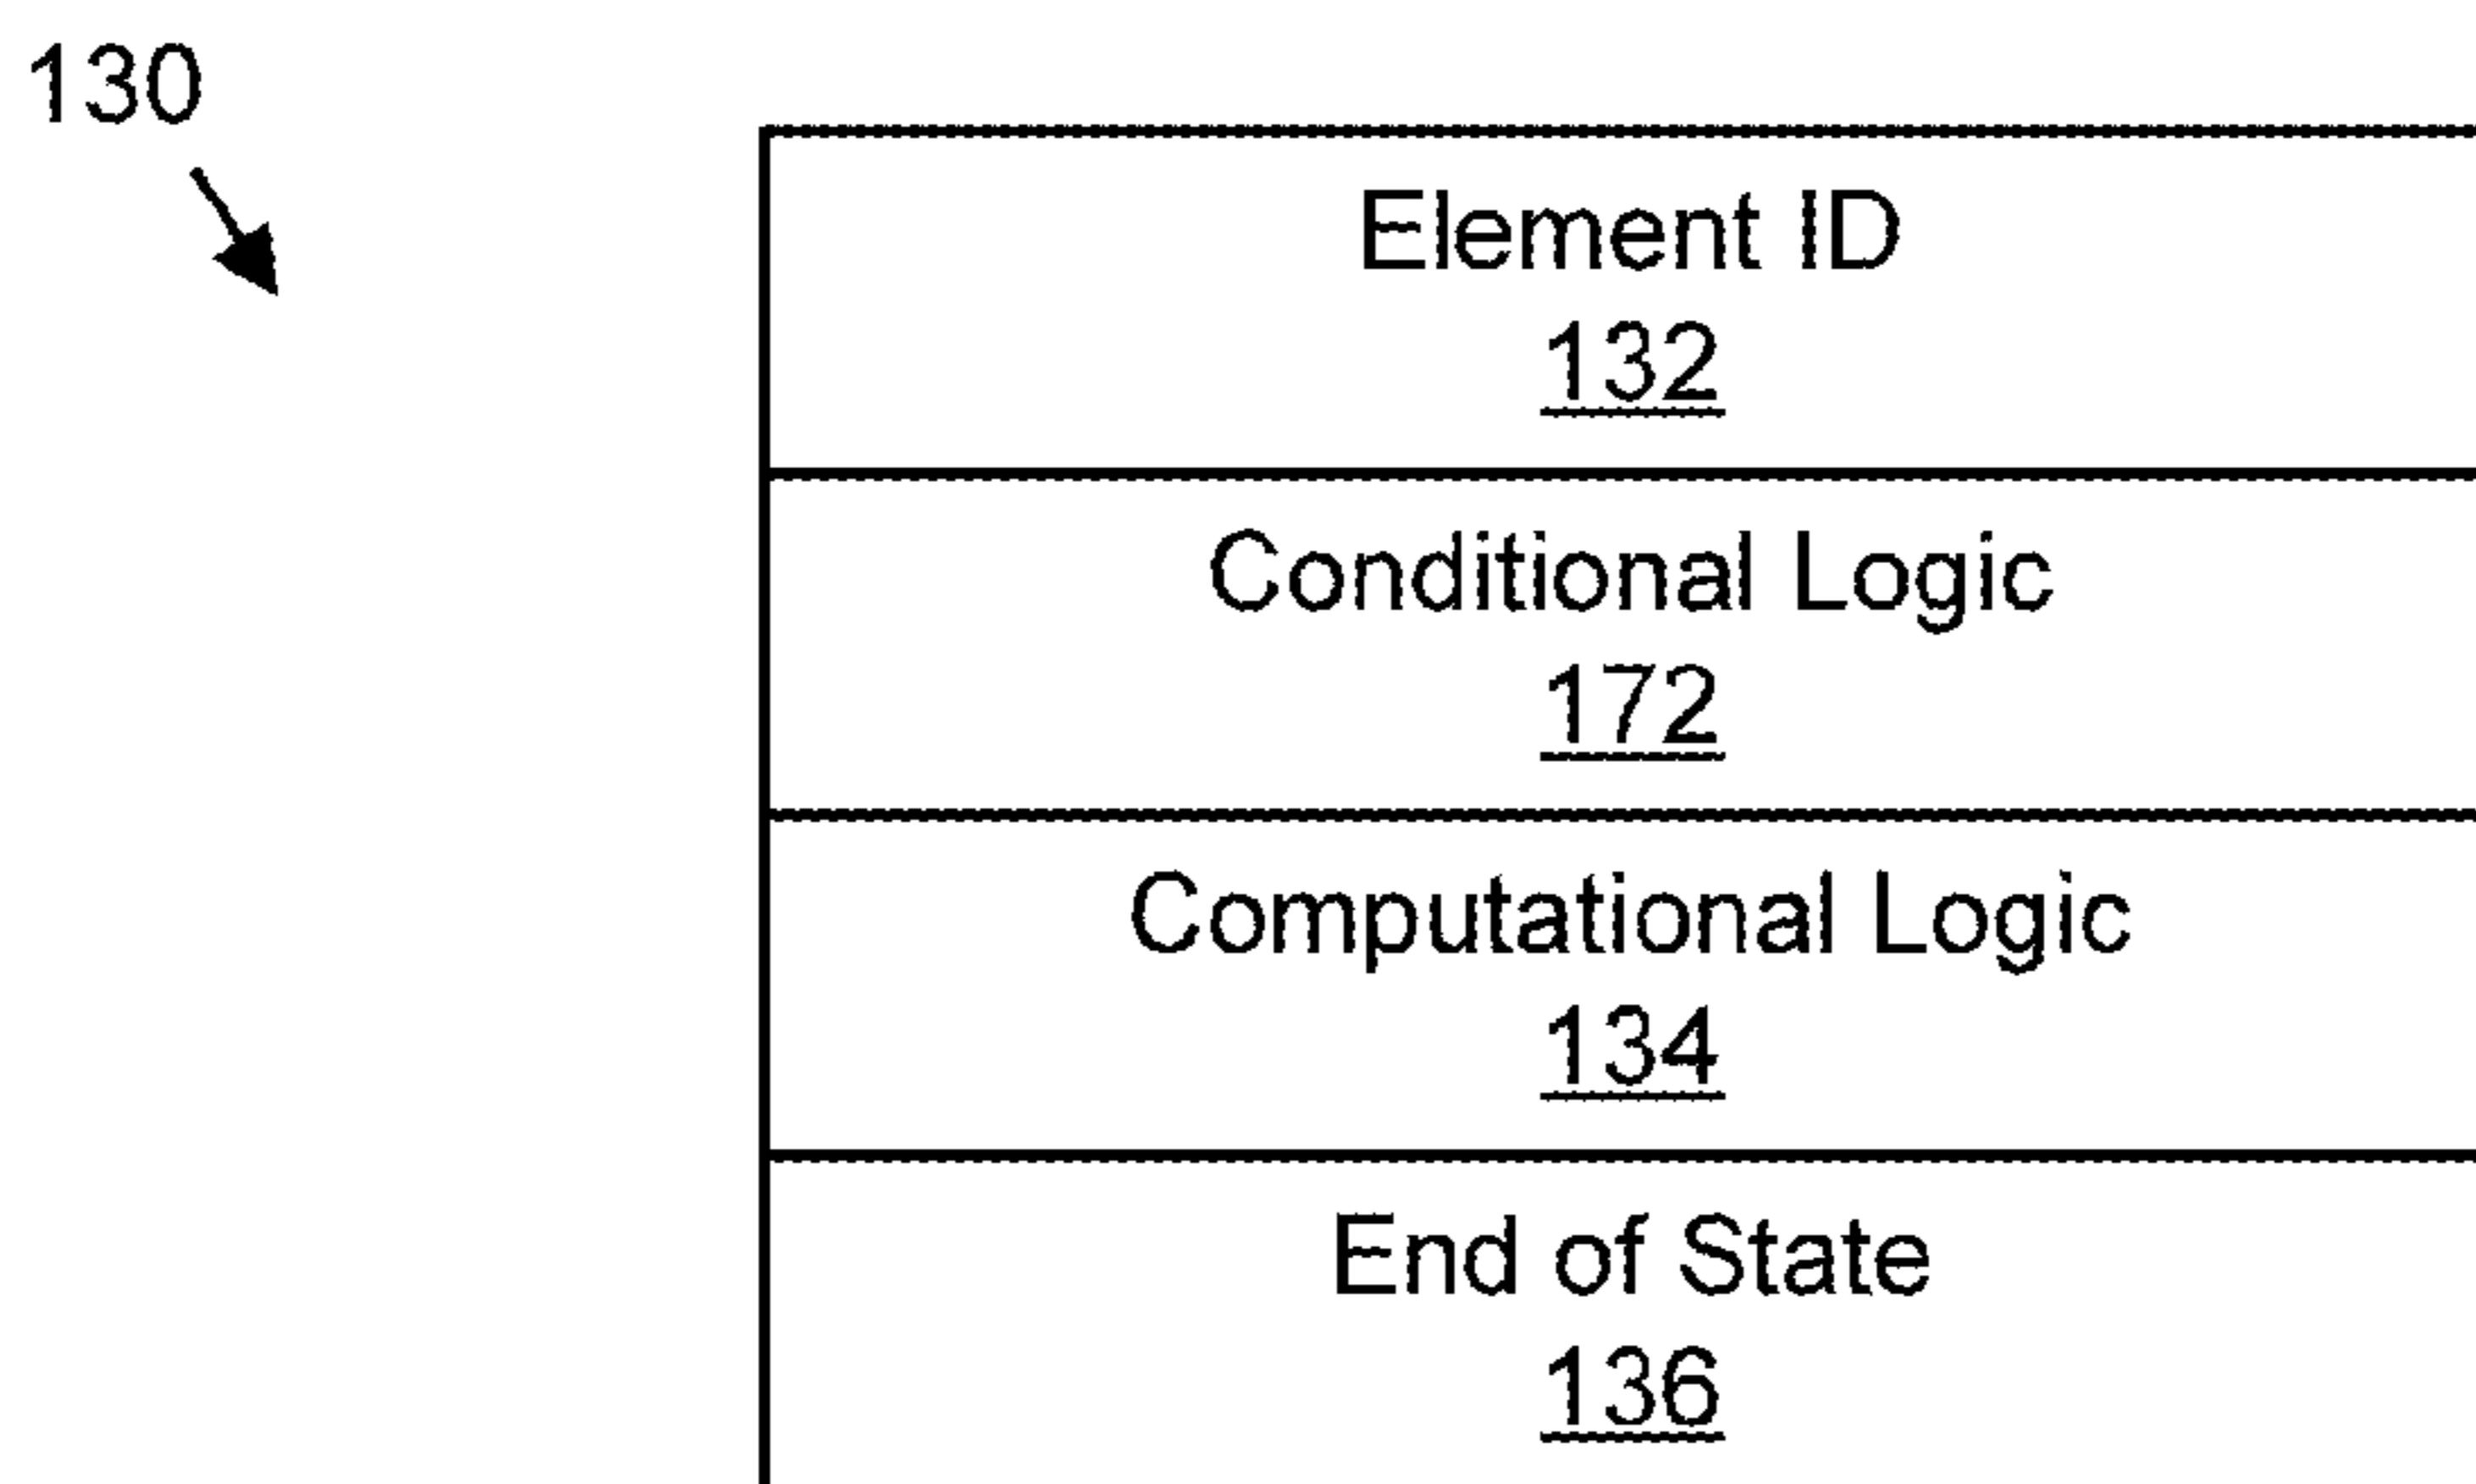 130
Element ID
132
Conditional Logic
172
Computational Logic
134
End of State
136